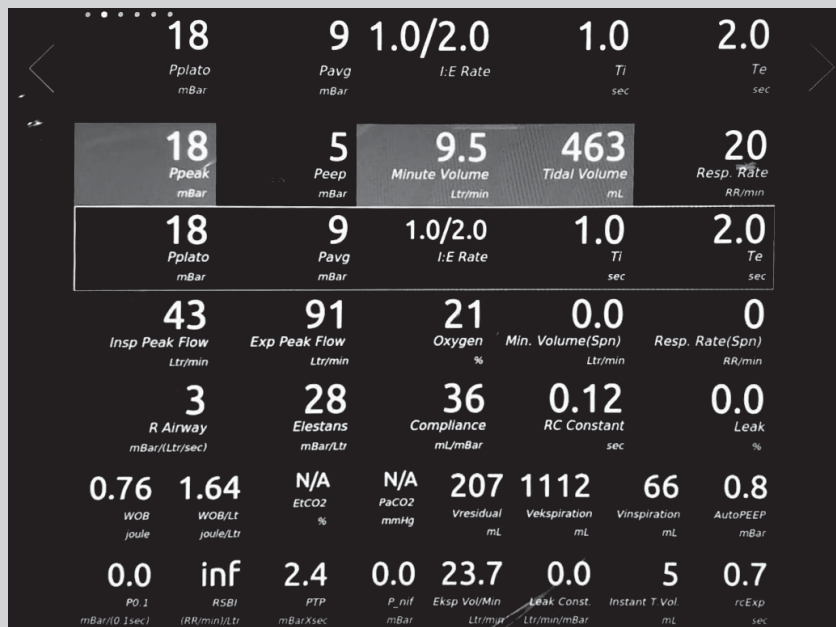 18 9 1.0/2.0 1.0 2.0
Pplato Pavg I:E Rate Ti Te
mBar mBar sec sec
18 5 9.5 463 20
Ppeak Peep Minute Volume Tidal Volume Resp. Rate
mBar mBar Ltr/min mL RR/min
18 9 1.0/2.0 1.0 2.0
Pplato Pavg I:E Rate Ti Te
mBar mBar sec sec
43 91 21 0.0 0
Insp Peak Flow Exp Peak Flow Oxygen Min. Volume(Spn) Resp. Rate(Spn)
Ltr/min Ltr/min % Ltr/min RR/min
3 28 36 0.12 0.0
R Airway Elestans Compliance RC Constant Leak
mBar/(Ltr/sec) mBar/Ltr mL/mBar sec %
0.76 1.64 N/A N/A 207 1112 66 0.8
WOB WOB/Lt EtCO2 PaCO2 Vresidual Vekspiration Vinspiration AutoPEEP
joule joule/Ltr % mmHg mL mL mL mBar
0.0 inf 2.4 0.0 23.7 0.0 5 0.7
P0.1 RSBI PTP P_nif Eksp Vol/Min Leak Const. Instant T.Vol. rcExp
mBar/(0.1sec) (RR/min)/Ltr mBarXsec mBar Ltr/min Ltr/min/mBar mL sec